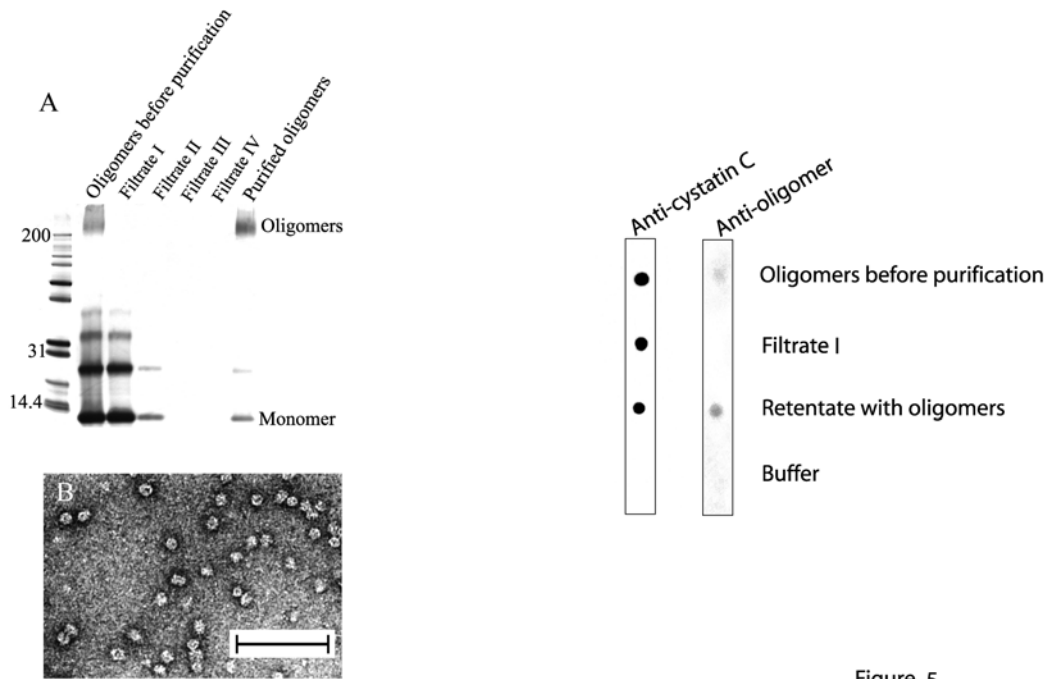 A
Oligomers before purification
Filtrate I
Filtrate II
Filtrate III
Filtrate IV
Purified oligomers
200
Oligomers
31
14.4
Monomer
B
Anti-cystatin C
Anti-oligomer
Oligomers before purification
Filtrate I
Retentate with oligomers
Buffer
Figure 5